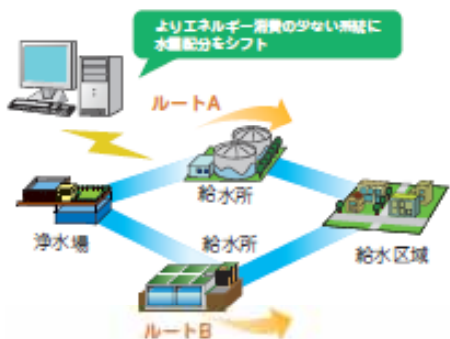 よりエネルギー消費の少ない系統に
水量配分をシフト
ルートA
給水所
浄水場
給水所
給水区域
ルートB